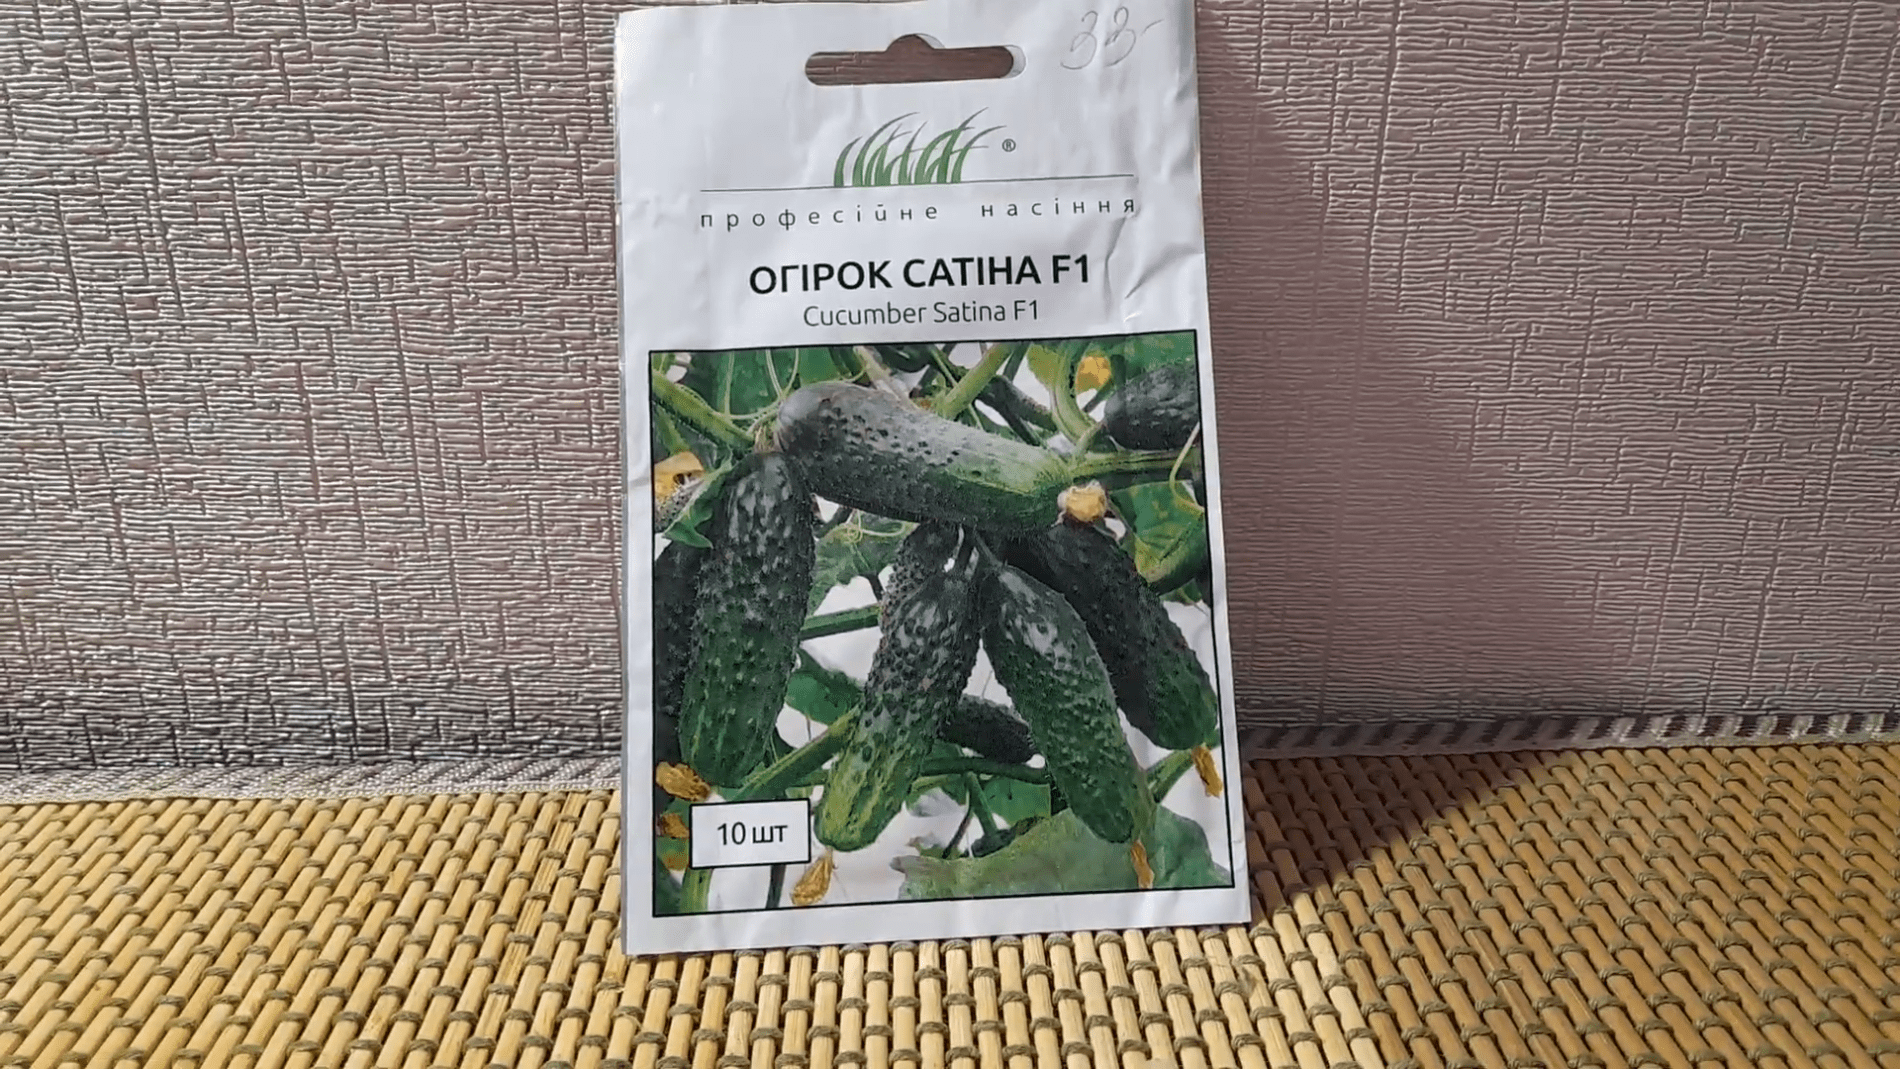 33-
®
професійне насіння
ОГІРОК САТІНА F1
Cucumber Satina F1
10 шт